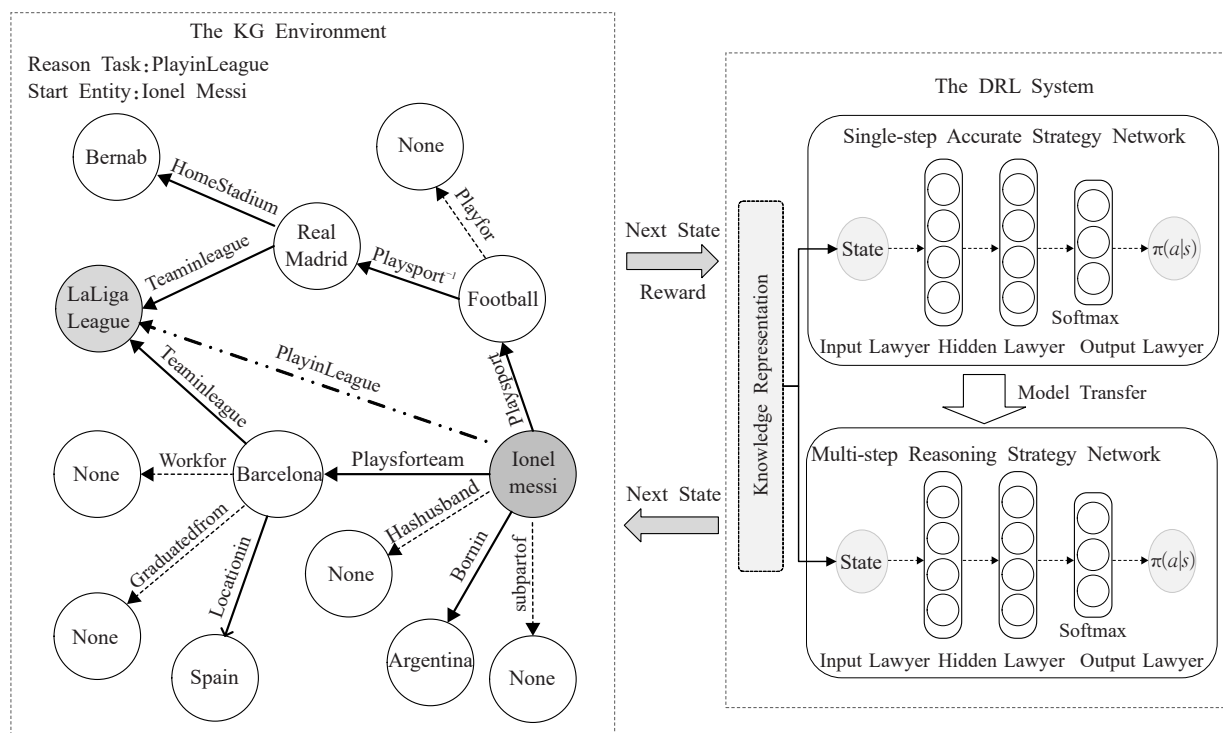 The KG Environment
Reason Task:PlayinLeague
Start Entity:Ionel Messi
Bernab
None
HomeStadium
Playfor
Real
Madrid
Playsport⁻¹
Football
Teaminleague
LaLiga
League
PlayinLeague
Playsport
Teaminleague
None
Workfor
Barcelona
Playsforteam
Ionel
messi
Graduatedfrom
Locationin
Hashusband
Bornin
subpartof
None
None
Spain
Argentina
None
Next State
Reward
Next State
The DRL System
Knowledge Representation
Single-step Accurate Strategy Network
State
π(a|s)
Softmax
Input Lawyer Hidden Lawyer Output Lawyer
Model Transfer
Multi-step Reasoning Strategy Network
State
π(a|s)
Softmax
Input Lawyer Hidden Lawyer Output Lawyer